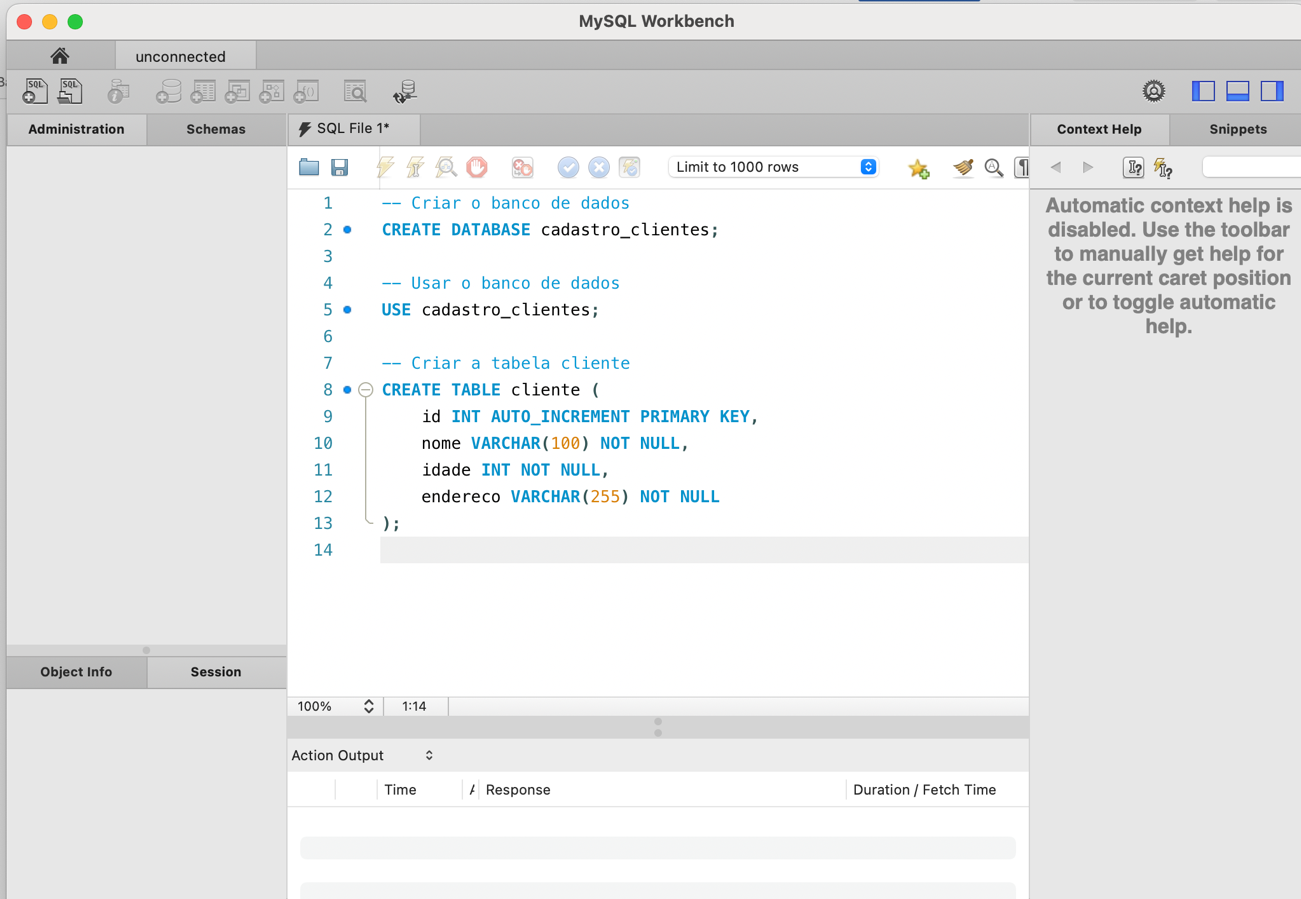 MySQL Workbench
unconnected
SQL SQL
Administration Schemas
SQL File 1*
Context Help Snippets
Limit to 1000 rows
1 -- Criar o banco de dados
2 CREATE DATABASE cadastro_clientes;
3
4 -- Usar o banco de dados
5 USE cadastro_clientes;
6
7 -- Criar a tabela cliente
8 CREATE TABLE cliente (
9 id INT AUTO_INCREMENT PRIMARY KEY,
10 nome VARCHAR(100) NOT NULL,
11 idade INT NOT NULL,
12 endereco VARCHAR(255) NOT NULL
13 );
14
Automatic context help is
disabled. Use the toolbar
to manually get help for
the current caret position
or to toggle automatic
help.
Object Info Session
100% 1:14
Action Output
Time Response Duration / Fetch Time